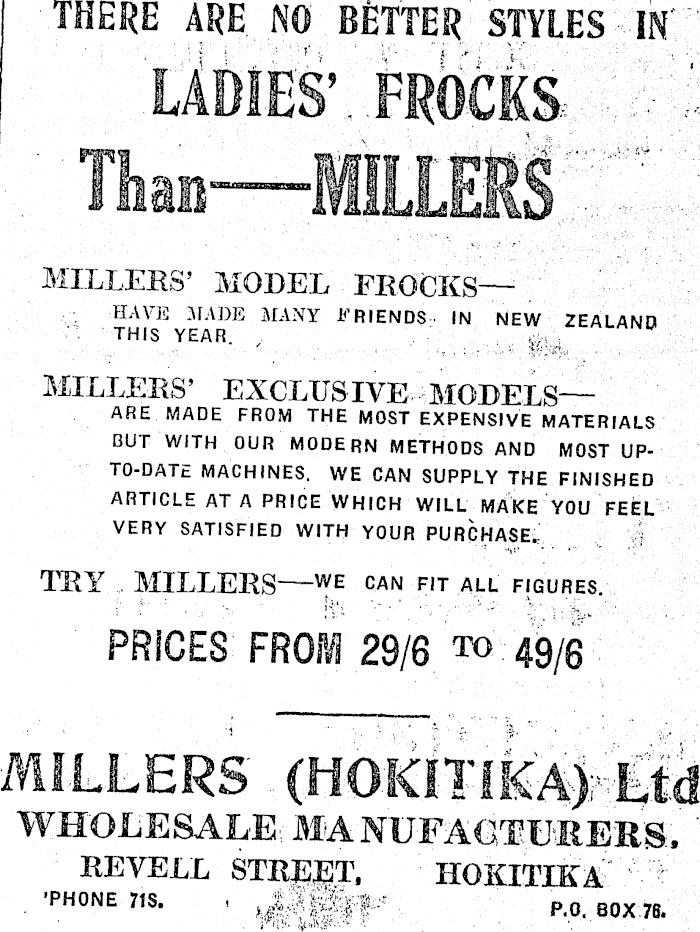 THERE ARE NO BETTER STYLES IN
LADIES' FROCKS
Than—MILLERS
MILLERS' MODEL FROCKS—
HAVE MADE MANY FRIENDS IN NEW ZEALAND
THIS YEAR.
MILLERS' EXCLUSIVE MODELS—
ARE MADE FROM THE MOST EXPENSIVE MATERIALS
BUT WITH OUR MODERN METHODS AND MOST UP-
TO-DATE MACHINES. WE CAN SUPPLY THE FINISHED
ARTICLE AT A PRICE WHICH WILL MAKE YOU FEEL
VERY SATISFIED WITH YOUR PURCHASE.
TRY MILLERS—WE CAN FIT ALL FIGURES.
PRICES FROM 29/6 TO 49/6
MILLERS (HOKITIKA) Ltd
WHOLESALE MANUFACTURERS.
REVELL STREET, HOKITIKA
'PHONE 71S. P.O. BOX 76.